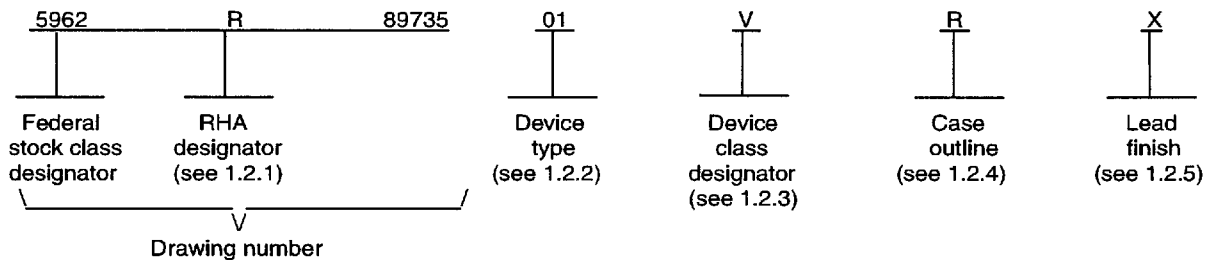 5962 R 89735 01 V R X
Federal stock class designator
RHA designator (see 1.2.1)
Device type (see 1.2.2)
Device class designator (see 1.2.3)
Case outline (see 1.2.4)
Lead finish (see 1.2.5)
V
Drawing number